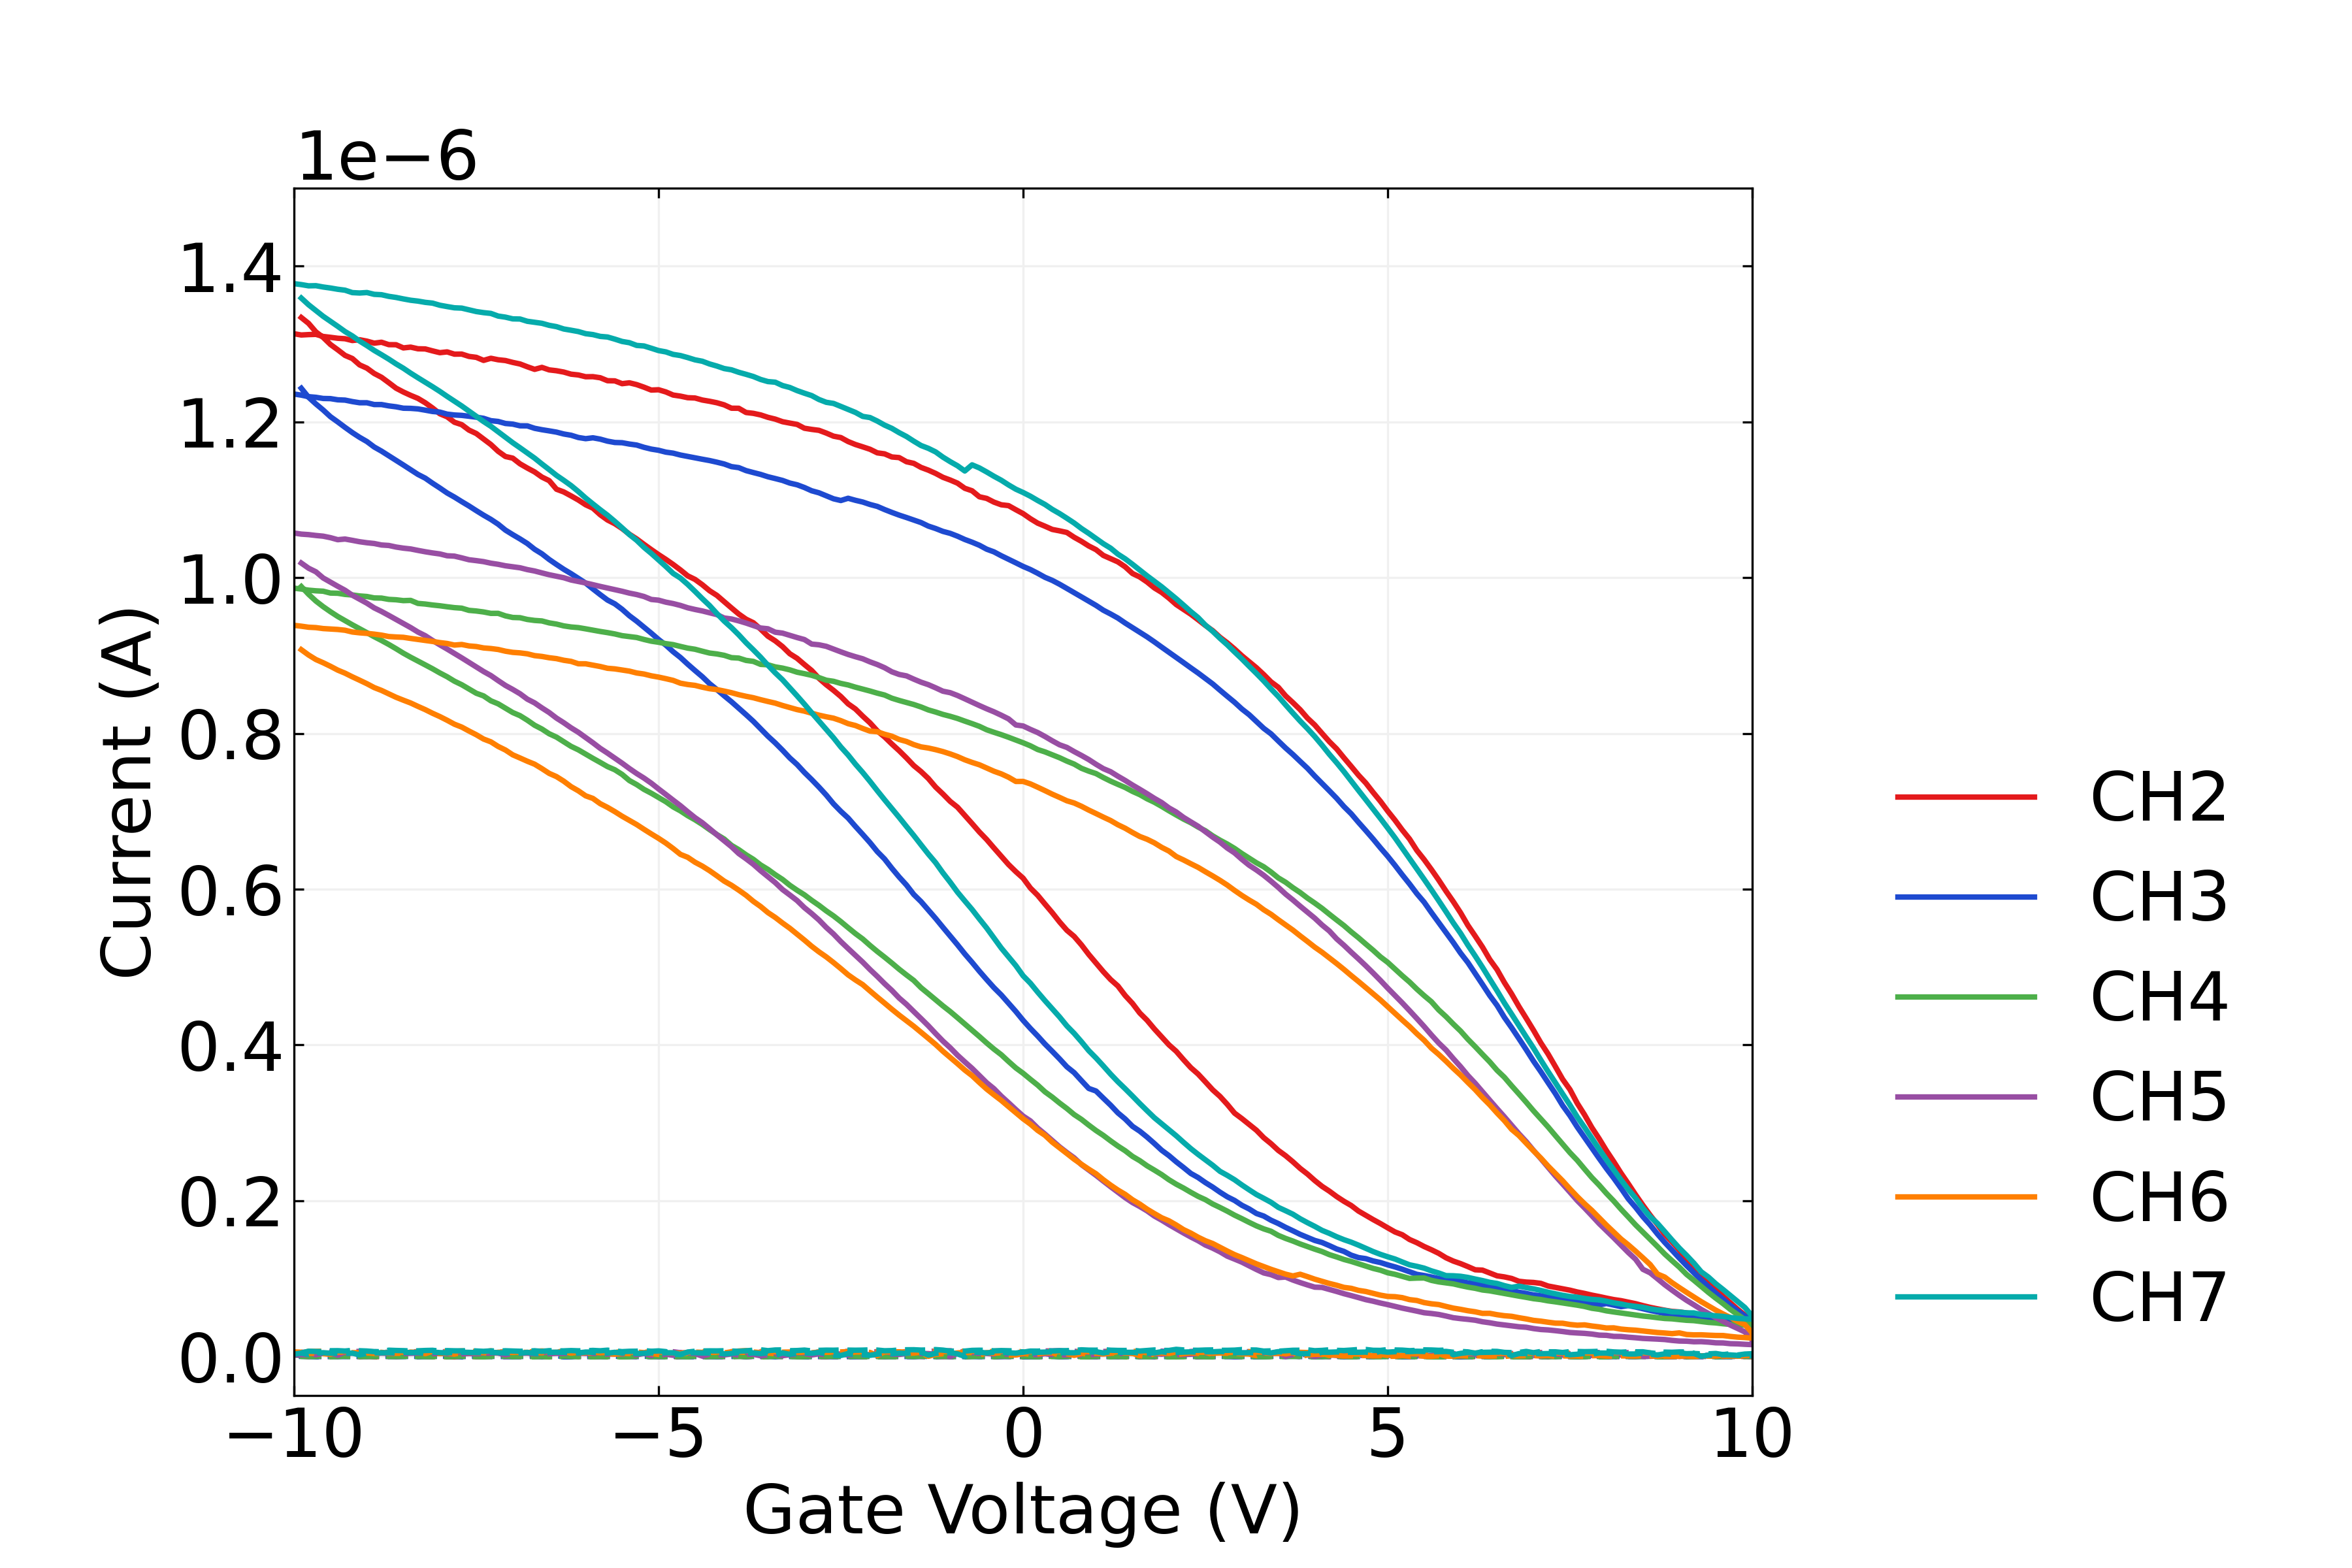 1e−6
1.4
1.2
1.0
0.8
0.6
0.4
0.2
0.0
Current (A)
−10 −5 0 5 10
Gate Voltage (V)
CH2
CH3
CH4
CH5
CH6
CH7